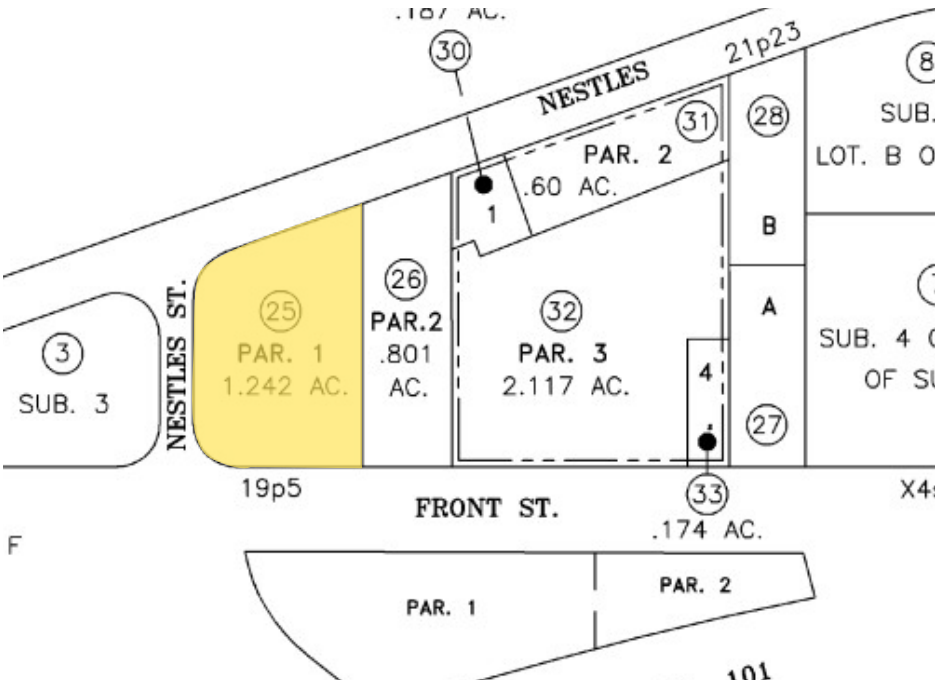 .187 AC.
30
NESTLES
21p23
8
SUB.
LOT. B O
28
31
PAR. 2
.60 AC.
1
B
25
PAR. 1
1.242 AC.
26
PAR.2
.801
AC.
32
PAR. 3
2.117 AC.
A
SUB. 4
OF SU
3
SUB. 3
NESTLES ST.
4
27
19p5
FRONT ST.
33
.174 AC.
F
PAR. 1
PAR. 2
101